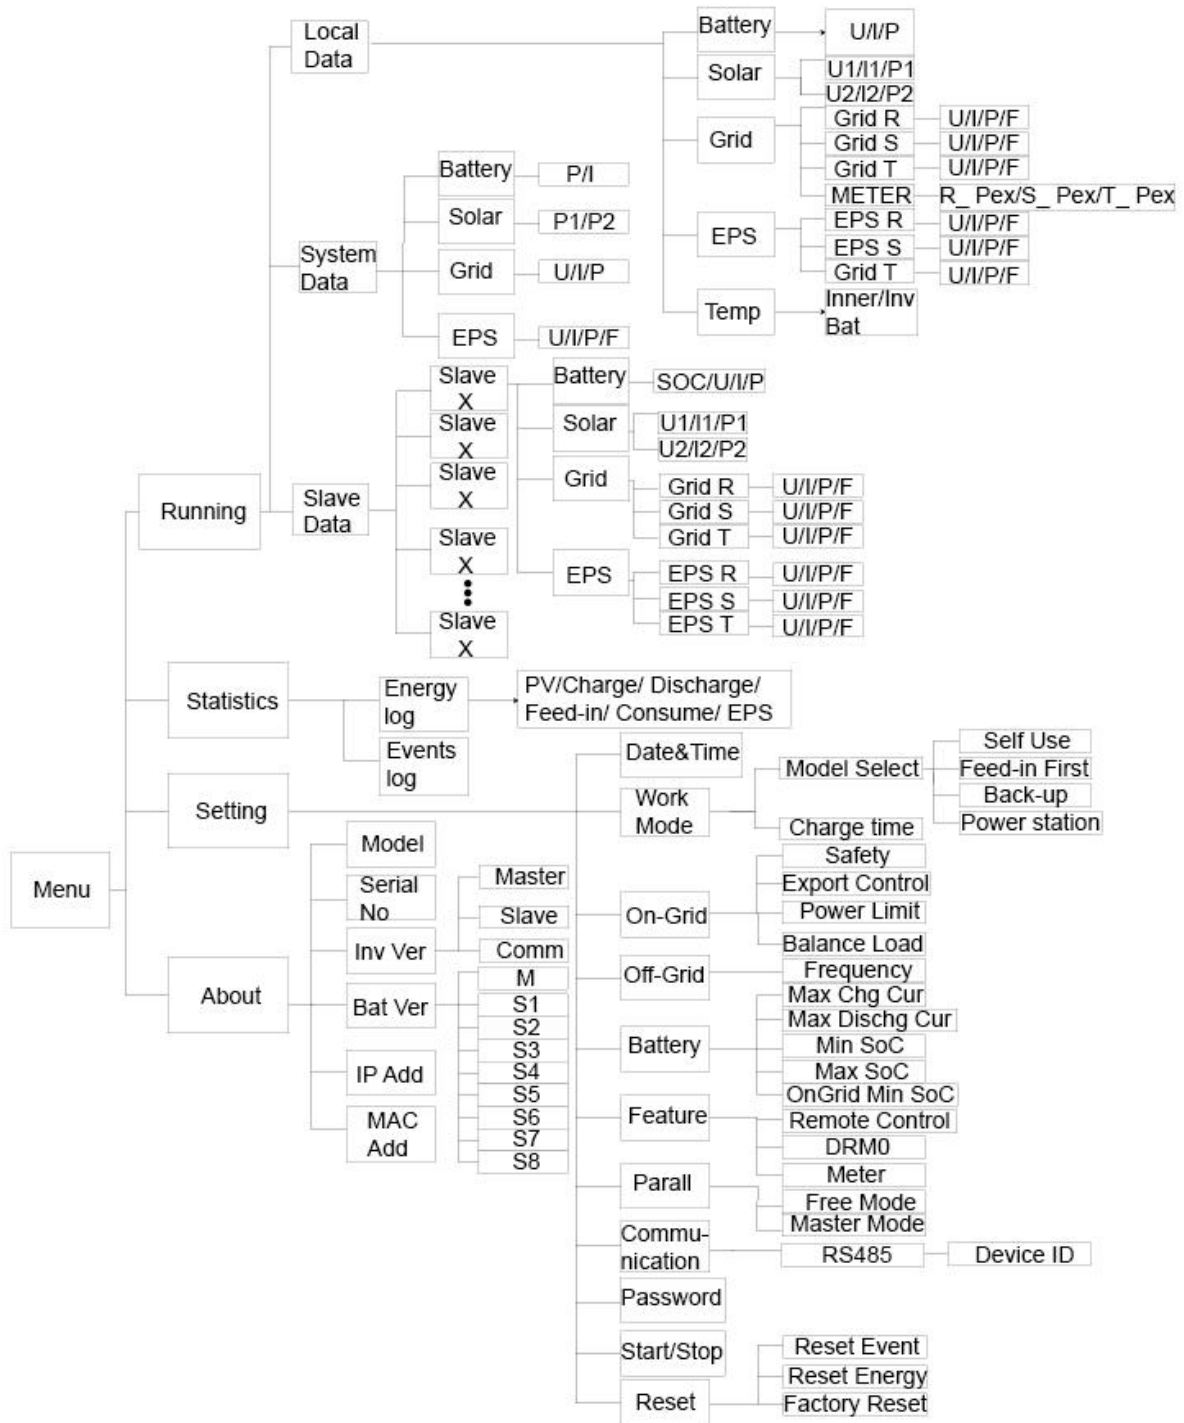 Local
Data
Battery
U/I/P
Solar
U1/I1/P1
U2/I2/P2
Grid
Grid R
U/I/P/F
Grid S
U/I/P/F
Grid T
U/I/P/F
METER
R_ Pex/S_ Pex/T_ Pex
EPS
EPS R
U/I/P/F
EPS S
U/I/P/F
Grid T
U/I/P/F
Temp
Inner/Inv
Bat
System
Data
Battery
P/I
Solar
P1/P2
Grid
U/I/P
EPS
U/I/P/F
Running
Slave
Data
Slave
X
Slave
X
Slave
X
Slave
X
Slave
X
Battery
SOC/U/I/P
Solar
U1/I1/P1
U2/I2/P2
Grid
Grid R
U/I/P/F
Grid S
U/I/P/F
Grid T
U/I/P/F
EPS
EPS R
U/I/P/F
EPS S
U/I/P/F
EPS T
U/I/P/F
Statistics
Energy
log
PV/Charge/ Discharge/
Feed-in/ Consume/ EPS
Events
log
Setting
Date&Time
Work
Mode
Model Select
Self Use
Feed-in First
Back-up
Power station
Charge time
On-Grid
Safety
Export Control
Power Limit
Balance Load
Off-Grid
Frequency
Battery
Max Chg Cur
Max Dischg Cur
Min SoC
Max SoC
OnGrid Min SoC
Feature
Remote Control
DRM0
Meter
Parall
Free Mode
Master Mode
Commu-
nication
RS485
Device ID
Password
Start/Stop
Reset
Reset Event
Reset Energy
Factory Reset
Menu
About
Model
Serial
No
Inv Ver
Master
Slave
Comm
Bat Ver
M
S1
S2
S3
S4
S5
S6
S7
S8
IP Add
MAC
Add